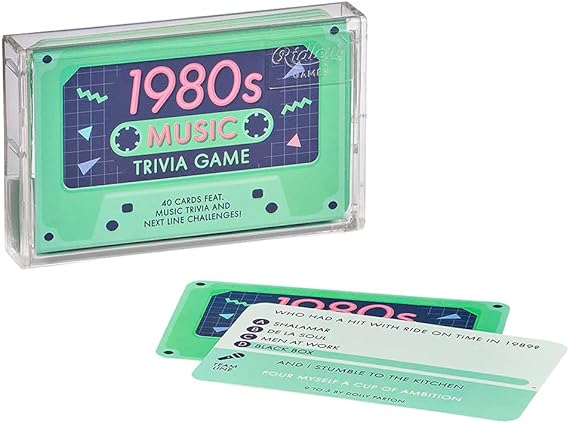 Ridley's
GAMES
1980s
MUSIC
TRIVIA GAME
40 CARDS FEAT.
MUSIC TRIVIA AND
NEXT LINE CHALLENGES!
1980s
WHO HAD A HIT WITH RIDE ON TIME IN 1989?
A SHALAMAR
B DE LA SOUL
C MEN AT WORK
D BLACK BOX
TEAM LINE
AND I STUMBLE TO THE KITCHEN
POUR MYSELF A CUP OF AMBITION
9 TO 5 BY DOLLY PARTON